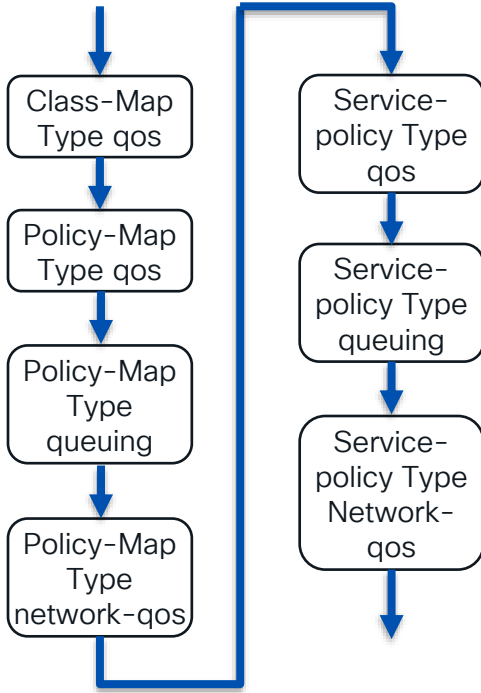 Class-Map
Type qos
Policy-Map
Type qos
Policy-Map
Type
queuing
Policy-Map
Type
network-qos
Service-
policy Type
qos
Service-
policy Type
queuing
Service-
policy Type
Network-
qos